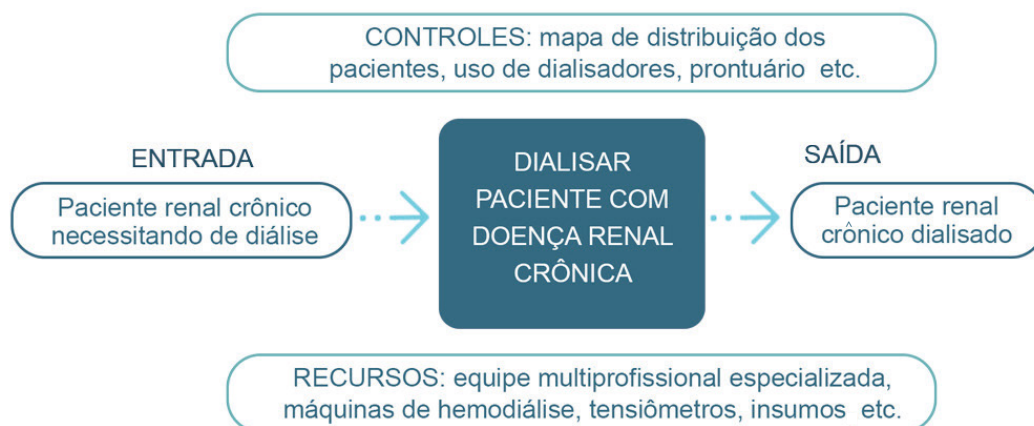 CONTROLES: mapa de distribuição dos
pacientes, uso de dialisadores, prontuário etc.
ENTRADA
Paciente renal crônico
necessitando de diálise
DIALISAR
PACIENTE COM
DOENÇA RENAL
CRÔNICA
SAÍDA
Paciente renal
crônico dialisado
RECURSOS: equipe multiprofissional especializada,
máquinas de hemodiálise, tensiômetros, insumos etc.